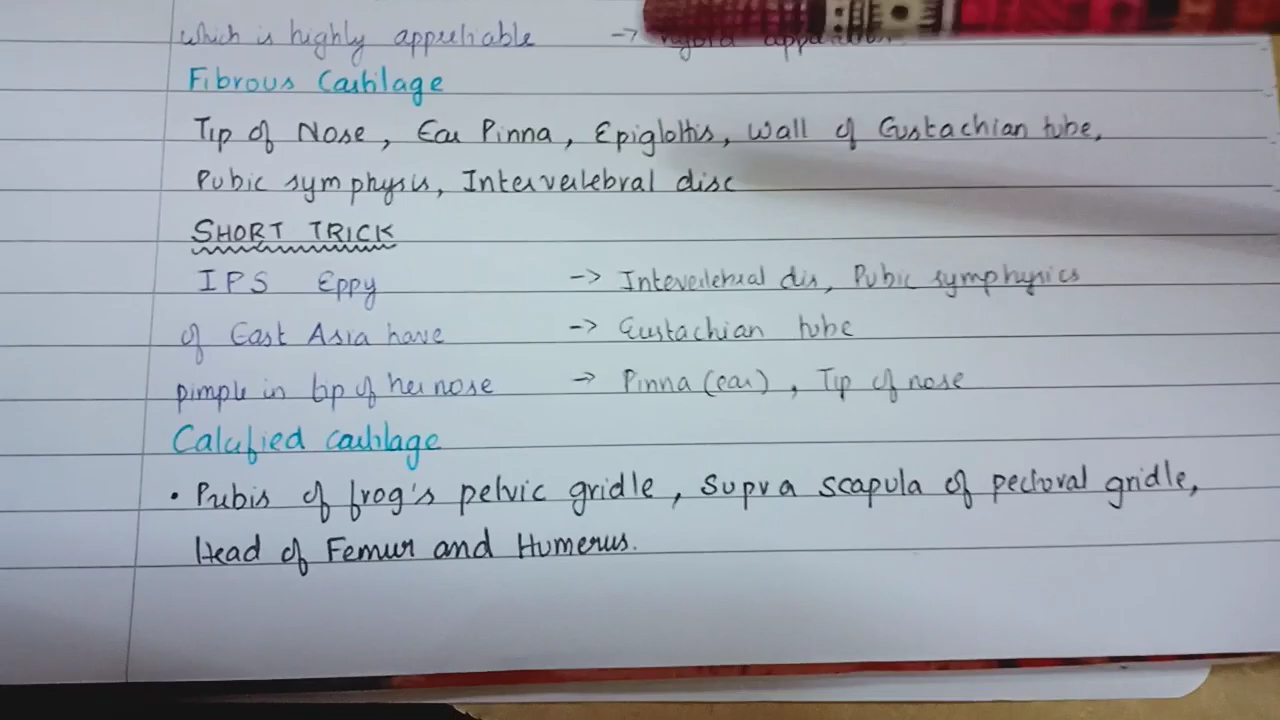 which is highly appreliable -> hyoid appa
Fibrous Cartilage
Tip of Nose, Ear Pinna, Epiglottis, Wall of Eustachian tube,
Pubic symphysis, Intervertebral disc
SHORT TRICK
IPS Eppy -> Intervertebral dis, Pubic symphysics
of East Asia have -> Eustachian tube
pimple in tip of her nose -> Pinna (ear), Tip of nose
Calcified cartilage
• Pubis of frog's pelvic gridle, Supra scapula of pectoral gridle,
Head of Femur and Humerus.